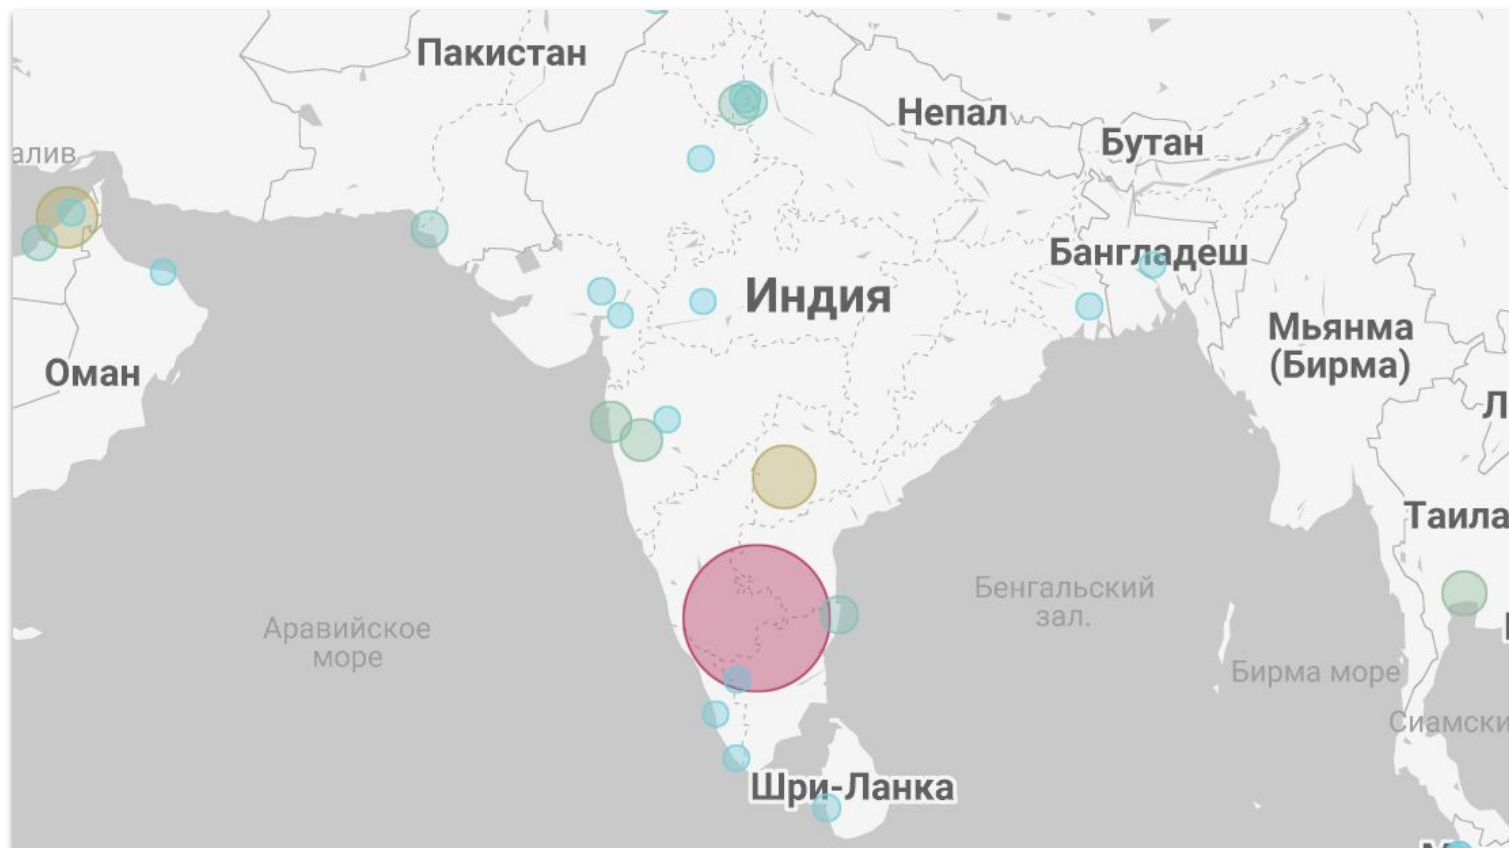 Пакистан
Непал
Бутан
алив
Бангладеш
Индия
Мьянма
(Бирма)
Оман
Л
Таила
Бенгальский
зал.
Аравийское
море
Бирма море
Сиамски
Шри-Ланка